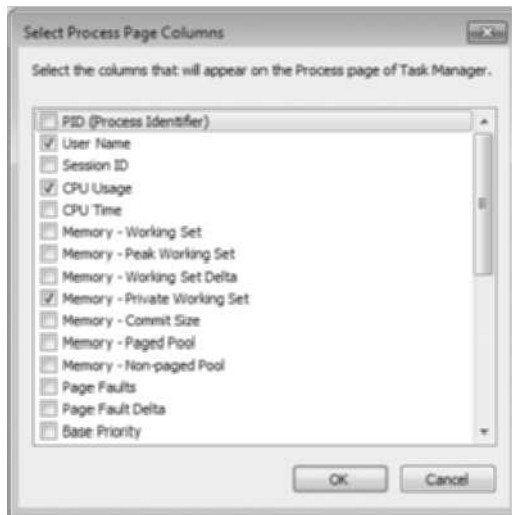 Select Process Page Columns
Select the columns that will appear on the Process page of Task Manager.
PID (Process Identifier)
User Name
Session ID
CPU Usage
CPU Time
Memory - Working Set
Memory - Peak Working Set
Memory - Working Set Delta
Memory - Private Working Set
Memory - Commit Size
Memory - Paged Pool
Memory - Non-paged Pool
Page Faults
Page Fault Delta
Base Priority
OK Cancel